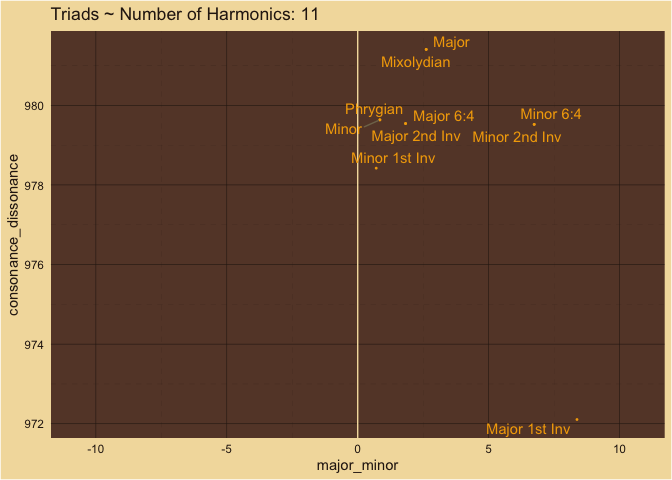 Triads ~ Number of Harmonics: 11
Major
Mixolydian
980
Phrygian
Major 6:4
Minor 6:4
Minor
Major 2nd Inv
Minor 2nd Inv
Minor 1st Inv
978
consonance_dissonance
976
974
972
Major 1st Inv
-10
-5
0
5
10
major_minor